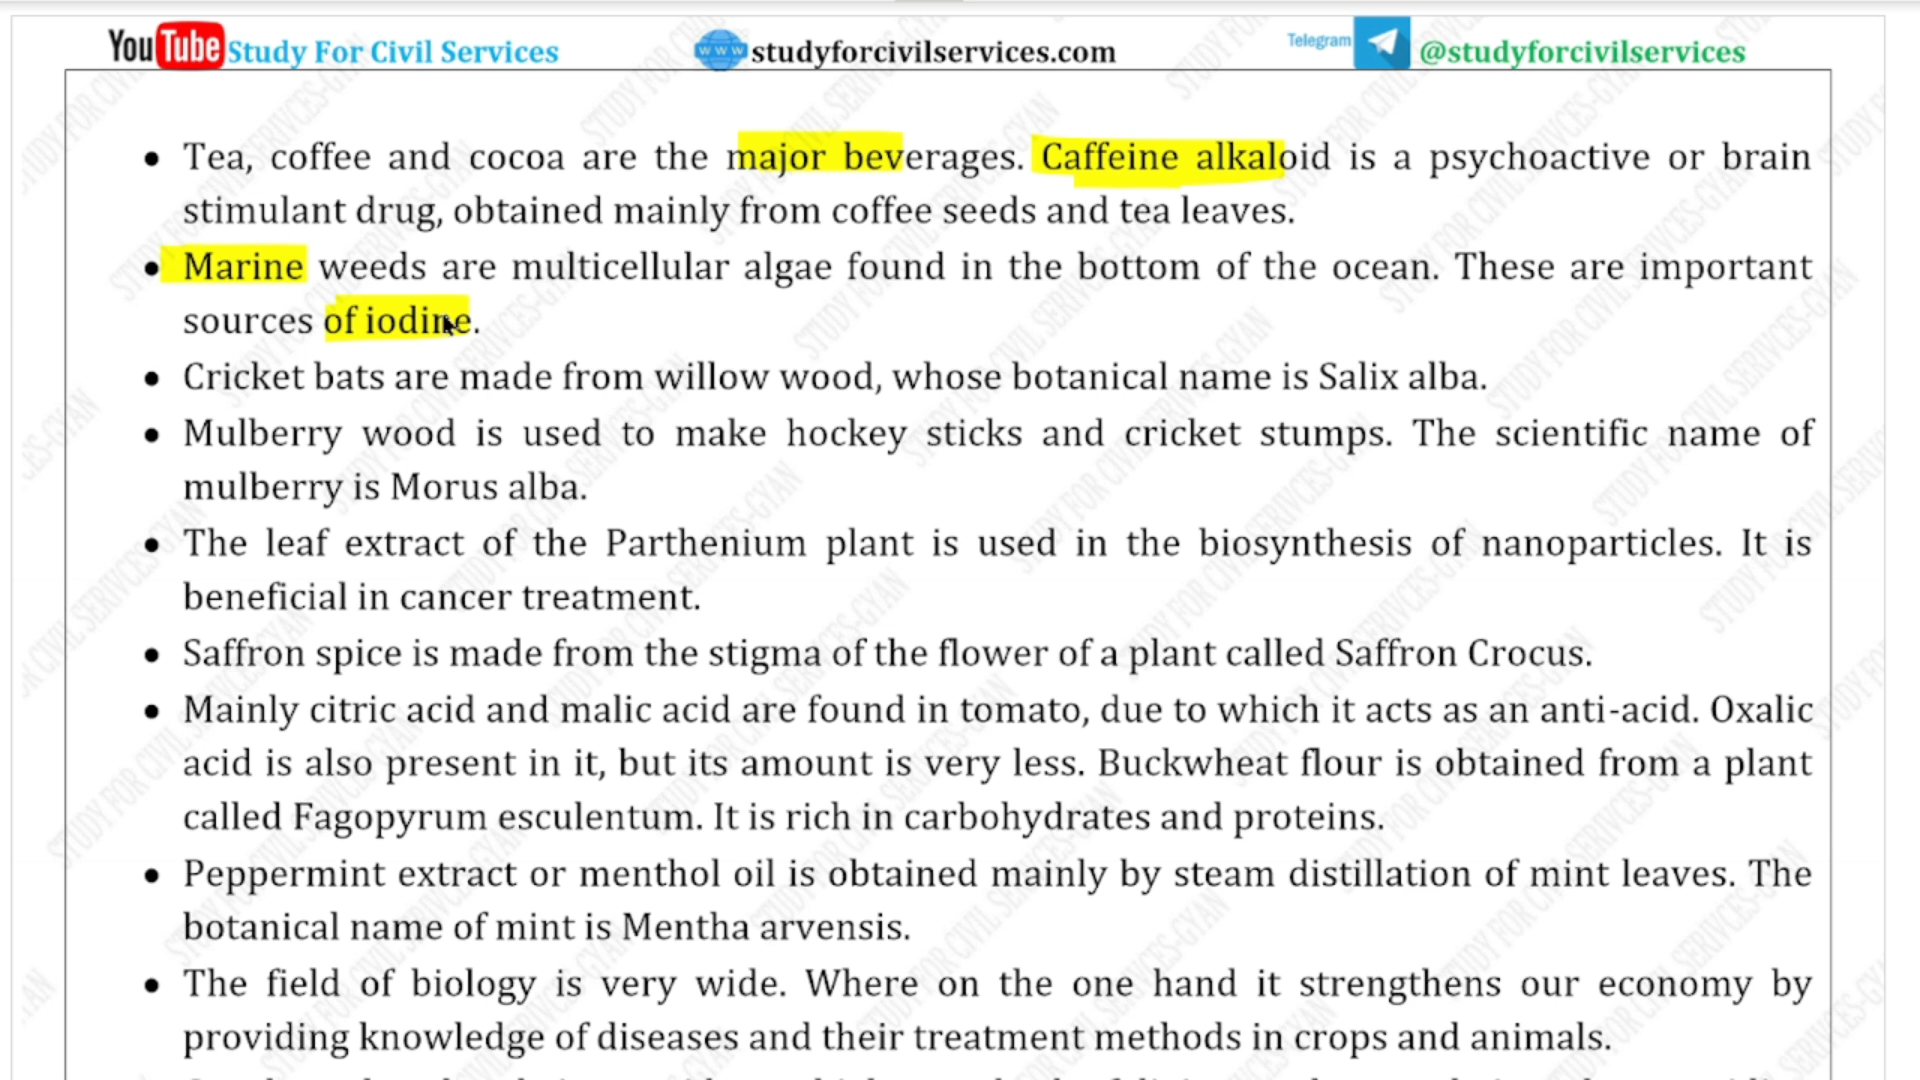 YouTube Study For Civil Services www studyforcivilservices.com Telegram @studyforcivilservices
• Tea, coffee and cocoa are the major beverages. Caffeine alkaloid is a psychoactive or brain
stimulant drug, obtained mainly from coffee seeds and tea leaves.
• Marine weeds are multicellular algae found in the bottom of the ocean. These are important
sources of iodine.
• Cricket bats are made from willow wood, whose botanical name is Salix alba.
• Mulberry wood is used to make hockey sticks and cricket stumps. The scientific name of
mulberry is Morus alba.
• The leaf extract of the Parthenium plant is used in the biosynthesis of nanoparticles. It is
beneficial in cancer treatment.
• Saffron spice is made from the stigma of the flower of a plant called Saffron Crocus.
• Mainly citric acid and malic acid are found in tomato, due to which it acts as an anti-acid. Oxalic
acid is also present in it, but its amount is very less. Buckwheat flour is obtained from a plant
called Fagopyrum esculentum. It is rich in carbohydrates and proteins.
• Peppermint extract or menthol oil is obtained mainly by steam distillation of mint leaves. The
botanical name of mint is Mentha arvensis.
• The field of biology is very wide. Where on the one hand it strengthens our economy by
providing knowledge of diseases and their treatment methods in crops and animals.